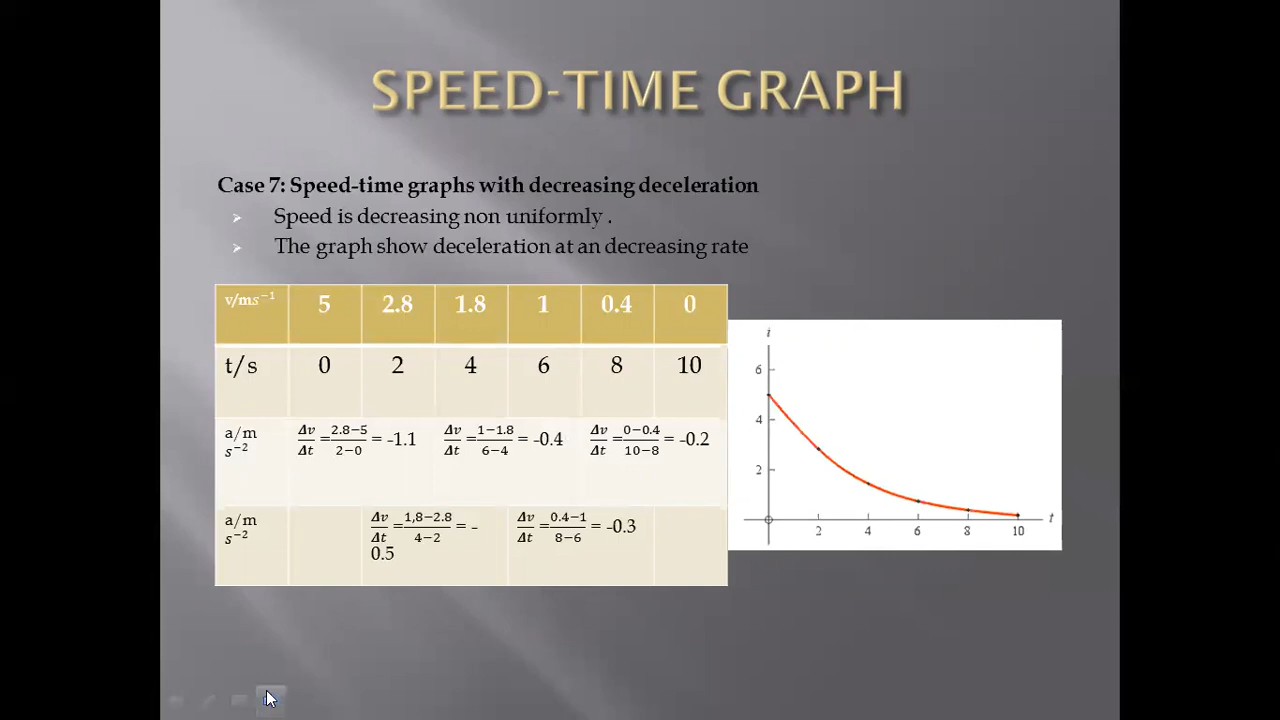 SPEED-TIME GRAPH
Case 7: Speed-time graphs with decreasing deceleration
Speed is decreasing non uniformly .
The graph show deceleration at an decreasing rate
v/ms⁻¹ 5 2.8 1.8 1 0.4 0
t/s 0 2 4 6 8 10
a/m s⁻² Δv/Δt = (2.8−5)/(2−0) = -1.1 Δv/Δt = (1−1.8)/(6−4) = -0.4 Δv/Δt = (0−0.4)/(10−8) = -0.2
a/m s⁻² Δv/Δt = (1,8−2.8)/(4−2) = -0.5 Δv/Δt = (0.4−1)/(8−6) = -0.3
6
4
2
2 4 6 8 10 t